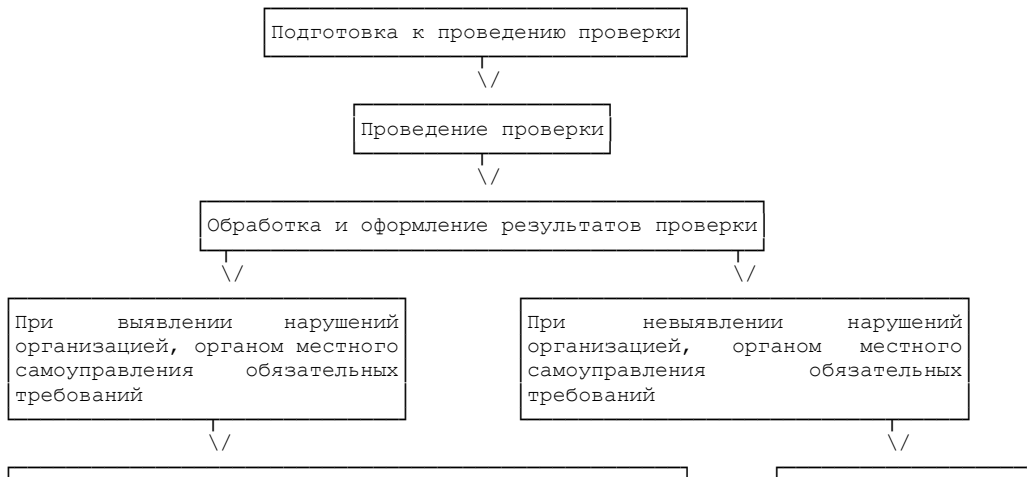 Подготовка к проведению проверки
Проведение проверки
Обработка и оформление результатов проверки
При выявлении нарушений
организацией, органом местного
самоуправления обязательных
требований
При невыявлении нарушений
организацией, органом местного
самоуправления обязательных
требований